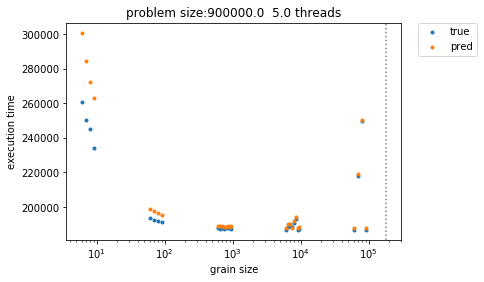 problem size:900000.0  5.0 threads
true
pred
execution time
300000
280000
260000
240000
220000
200000
10¹
10²
10³
10⁴
10⁵
grain size